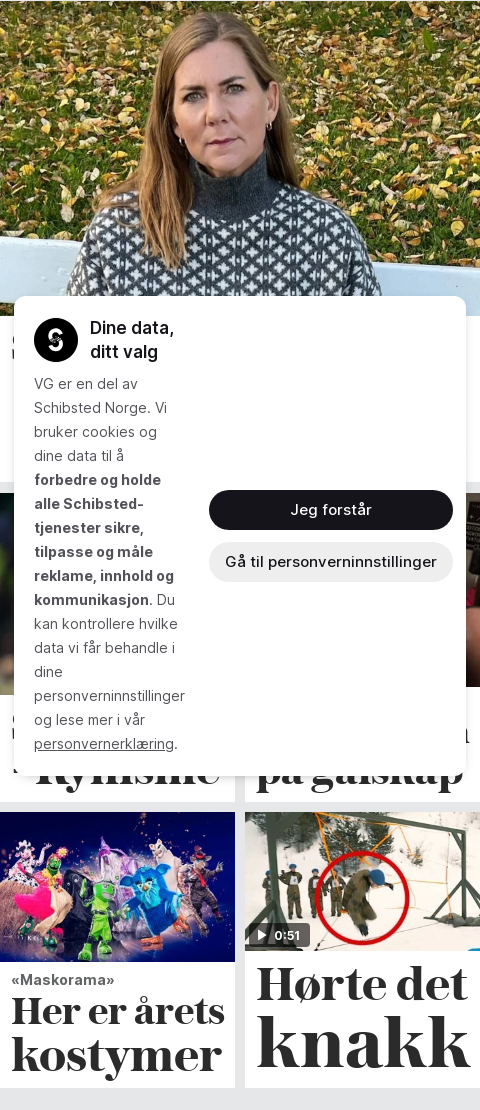 Dine data,
ditt valg
VG er en del av
Schibsted Norge. Vi
bruker cookies og
dine data til å
forbedre og holde
alle Schibsted-
tjenester sikre,
tilpasse og måle
reklame, innhold og
kommunikasjon. Du
kan kontrollere hvilke
data vi får behandle i
dine
personverninnstillinger
og lese mer i vår
personvernerklæring.
Jeg forstår
Gå til personverninnstillinger
på galskap
«Maskorama»
Her er årets
kostymer
0:51
Hørte det
knakk